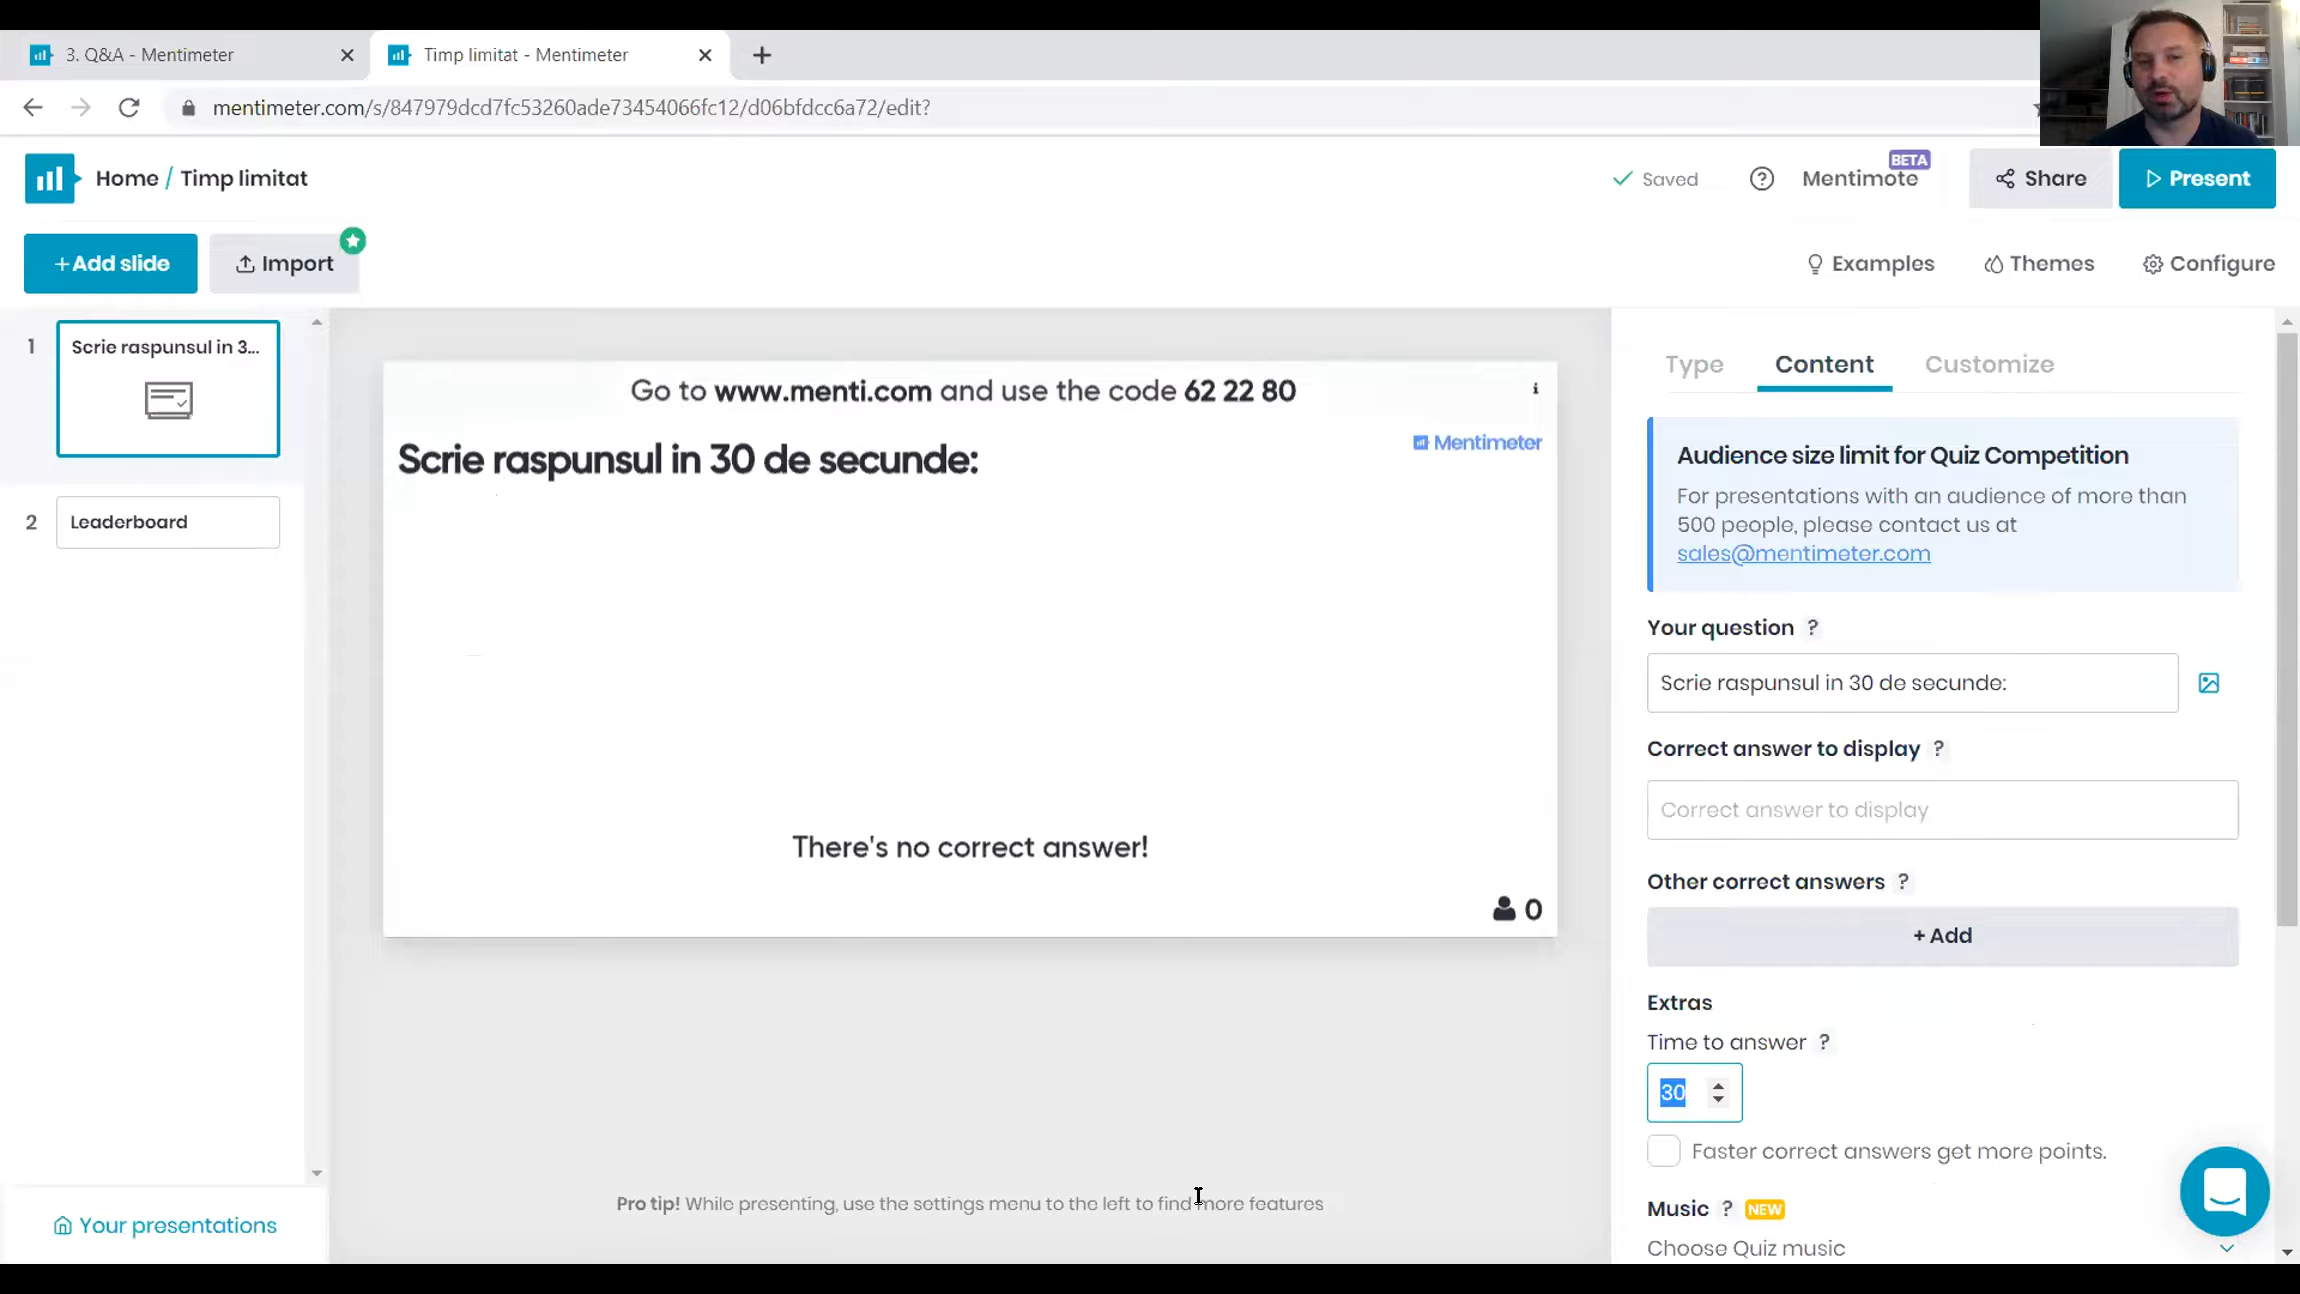 3. Q&A - Mentimeter
Timp limitat - Mentimeter
mentimeter.com/s/847979dcd7fc53260ade73454066fc12/d06bfdcc6a72/edit?
Home / Timp limitat
Saved
Mentimote
BETA
Share
Present
+Add slide
Import
Examples
Themes
Configure
1
Scrie raspunsul in 3...
2
Leaderboard
Your presentations
Go to www.menti.com and use the code 62 22 80
Mentimeter
Scrie raspunsul in 30 de secunde:
There's no correct answer!
0
Pro tip! While presenting, use the settings menu to the left to find more features
Type
Content
Customize
Audience size limit for Quiz Competition
For presentations with an audience of more than
500 people, please contact us at
sales@mentimeter.com
Your question ?
Scrie raspunsul in 30 de secunde:
Correct answer to display ?
Correct answer to display
Other correct answers ?
+ Add
Extras
Time to answer ?
30
Faster correct answers get more points.
Music ? NEW
Choose Quiz music